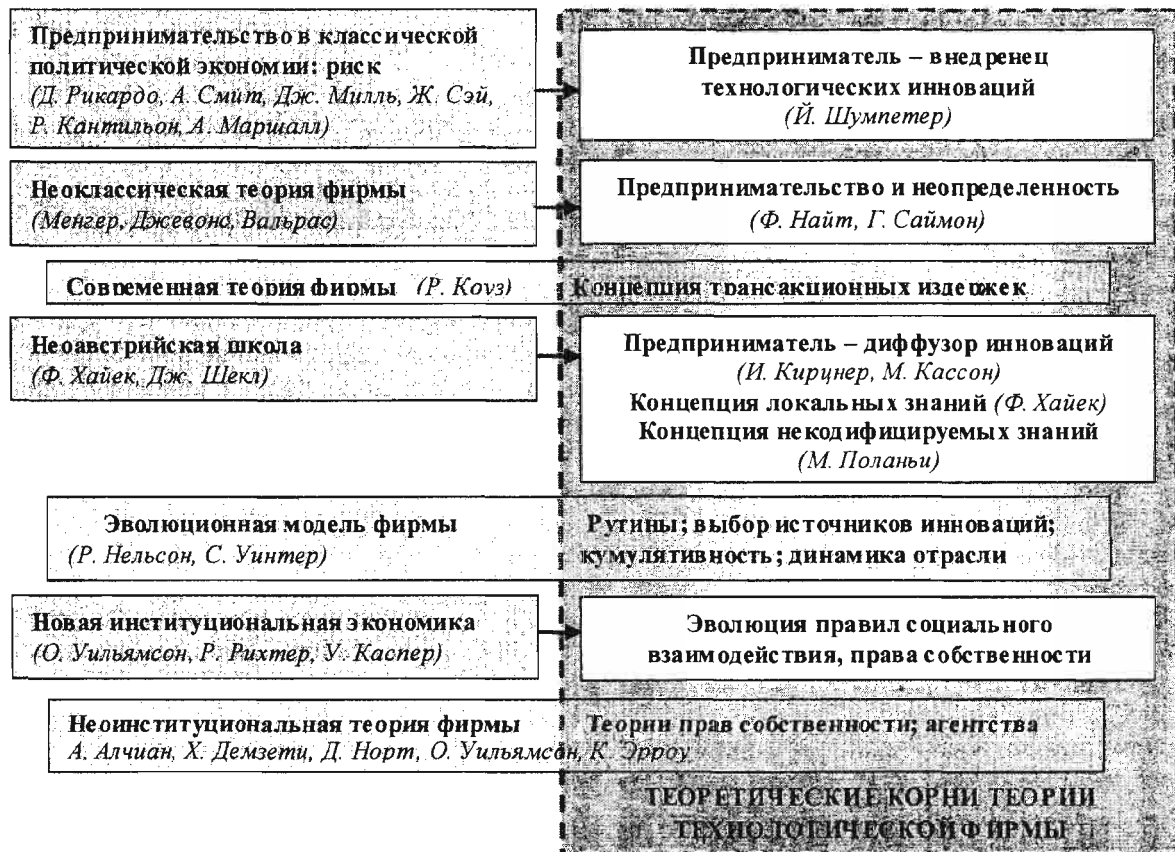 Предпринимательство в классической
политической экономии: риск
(Д. Рикардо, А. Смит, Дж. Милль, Ж. Сэй,
Р. Кантильон, А. Маршалл)
Предприниматель – внедренец
технологических инноваций
(Й. Шумпетер)
Неоклассическая теория фирмы
(Менгер, Джевонс, Вальрас)
Предпринимательство и неопределенность
(Ф. Найт, Г. Саймон)
Современная теория фирмы (Р. Коуз) Концепция трансакционных издержек
Неоавстрийская школа
(Ф. Хайек, Дж. Шекл)
Предприниматель – диффузор инноваций
(И. Кирцнер, М. Кассон)
Концепция локальных знаний (Ф. Хайек)
Концепция некодифицируемых знаний
(М. Поланьи)
Эволюционная модель фирмы
(Р. Нельсон, С. Уинтер)
Рутины; выбор источников инноваций;
кумулятивность; динамика отрасли
Новая институциональная экономика
(О. Уильямсон, Р. Рихтер, У. Каспер)
Эволюция правил социального
взаимодействия, права собственности
Неоинституциональная теория фирмы Теории прав собственности; агентства
А. Алчиан, Х. Демзети, Д. Норт, О. Уильямсон, К. Эрроу
ТЕОРЕТИЧЕСКИЕ КОРНИ ТЕОРИИ
ТЕХНОЛОГИЧЕСКОЙ ФИРМЫ